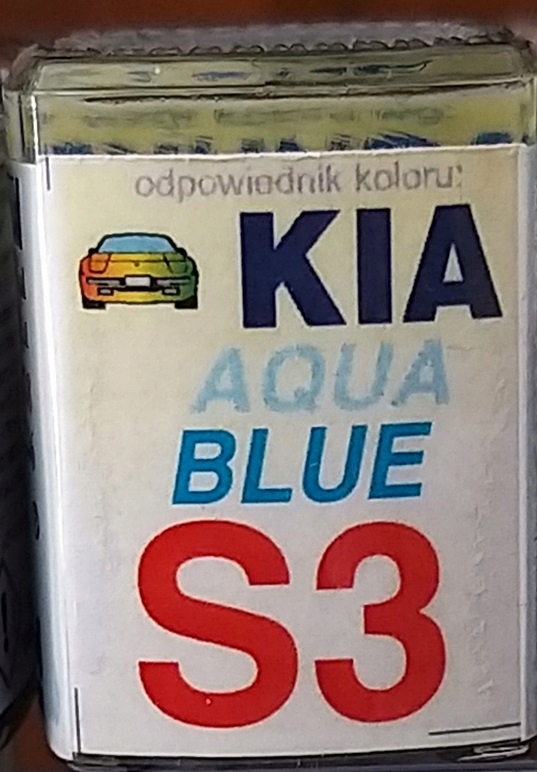 odpowiednik koloru:
KIA
AQUA
BLUE
S3